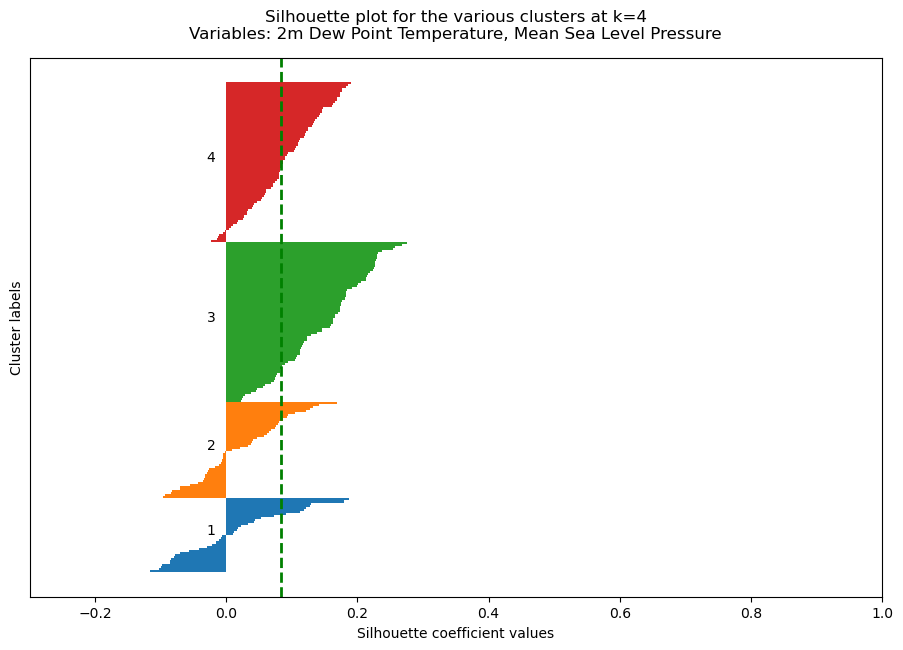 Silhouette plot for the various clusters at k=4
Variables: 2m Dew Point Temperature, Mean Sea Level Pressure
4
3
2
1
Cluster labels
−0.2 0.0 0.2 0.4 0.6 0.8 1.0
Silhouette coefficient values